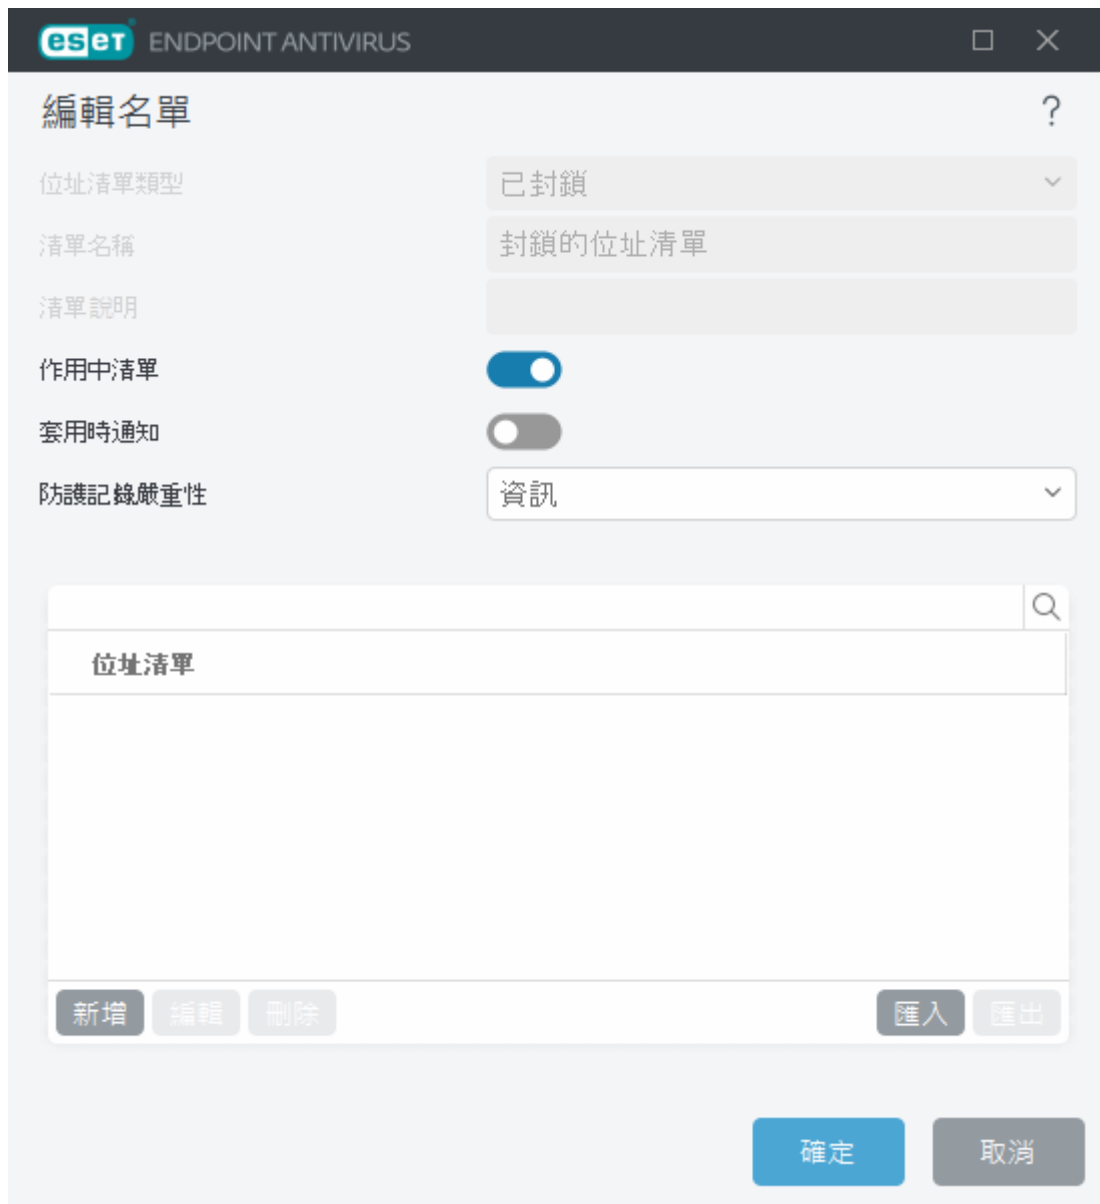 eset ENDPOINT ANTIVIRUS
編輯名單
?
位址清單類型 已封鎖
清單名稱 封鎖的位址清單
清單說明
作用中清單
套用時通知
防護記錄嚴重性 資訊
位址清單
新增 編輯 刪除 匯入 匯出
確定 取消